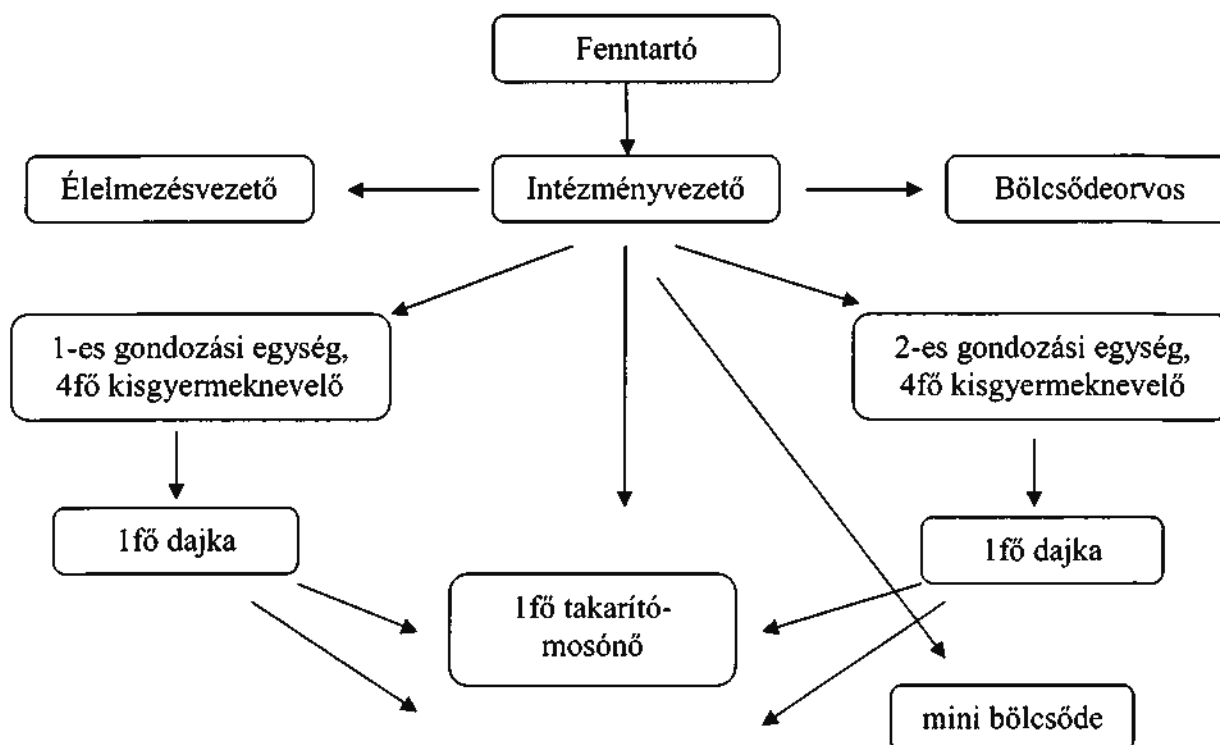 Fenntartó
Élelmezésvezető
Intézményvezető
Bölcsődeorvos
1-es gondozási egység,
4fő kisgyermeknevelő
2-es gondozási egység,
4fő kisgyermeknevelő
1fő dajka
1fő dajka
1fő takarító-
mosónő
mini bölcsőde